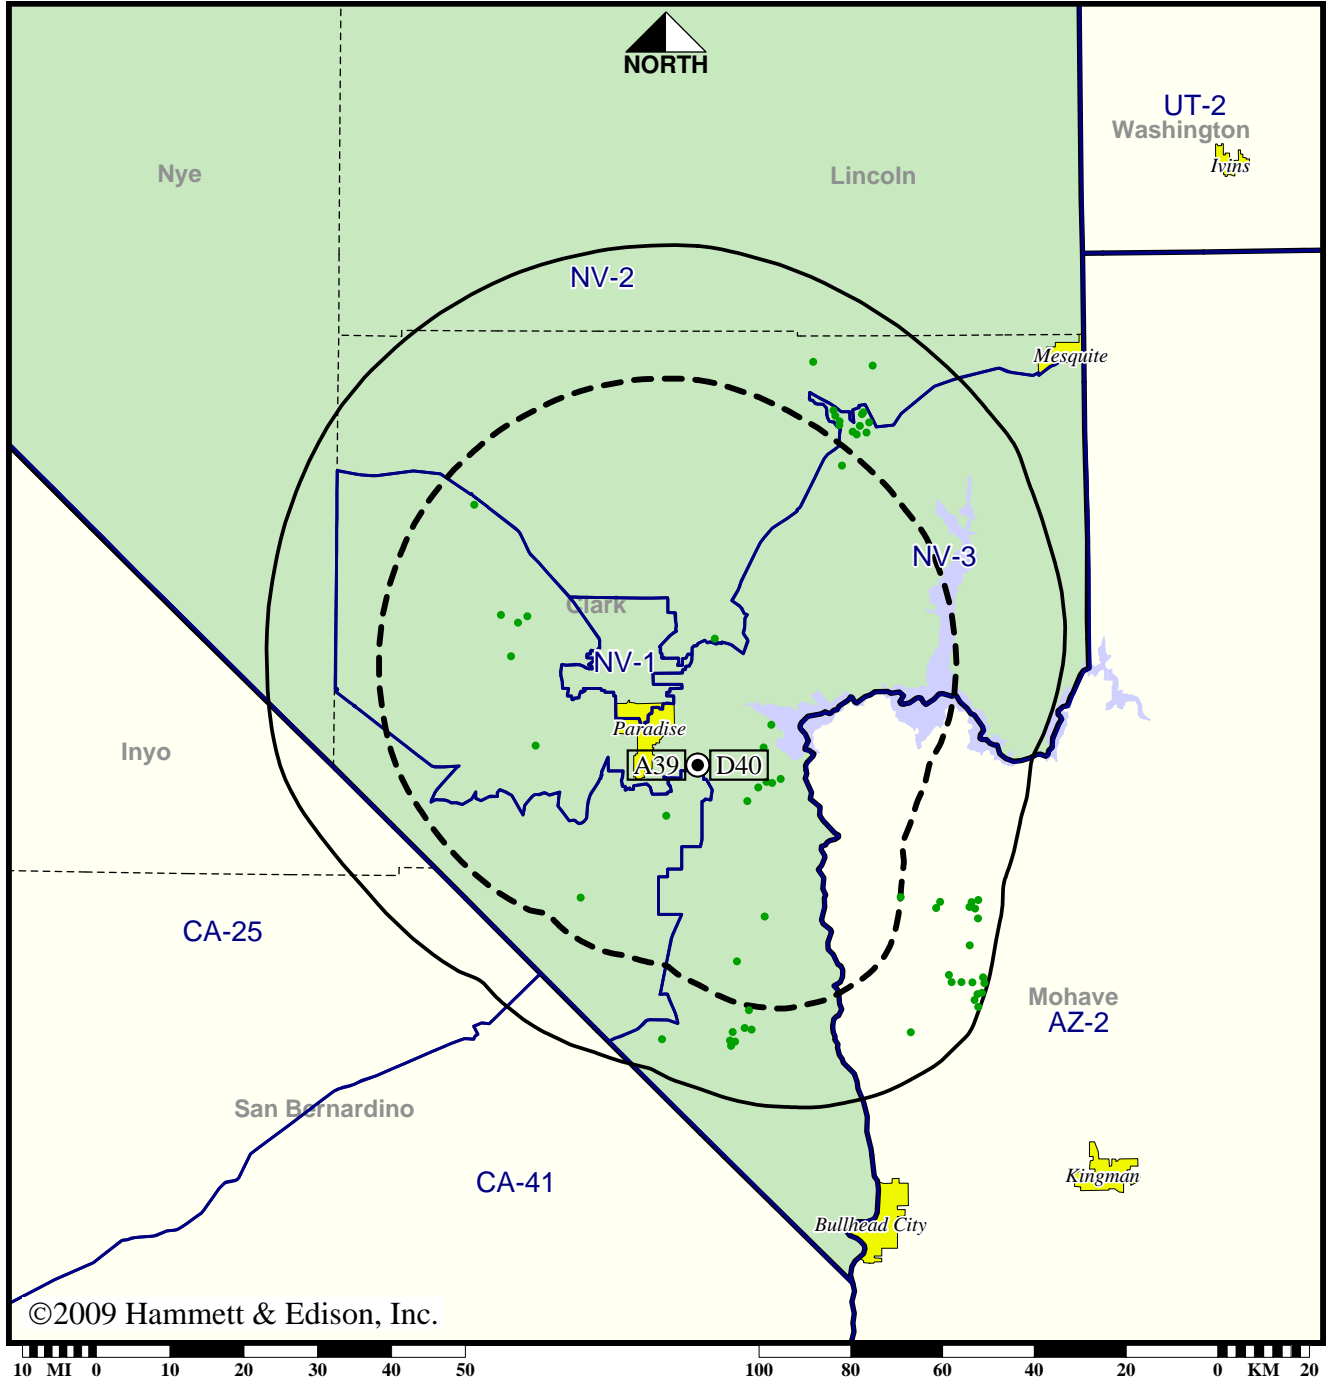 NORTH
UT-2
Washington
Ivins
Nye
Lincoln
NV-2
Mesquite
NV-3
Clark
NV-1
Paradise
A39 D40
Inyo
CA-25
Mohave
AZ-2
San Bernardino
CA-41
Kingman
Bullhead City
©2009 Hammett & Edison, Inc.
10 MI 0 10 20 30 40 50 100 80 60 40 20 0 KM 20